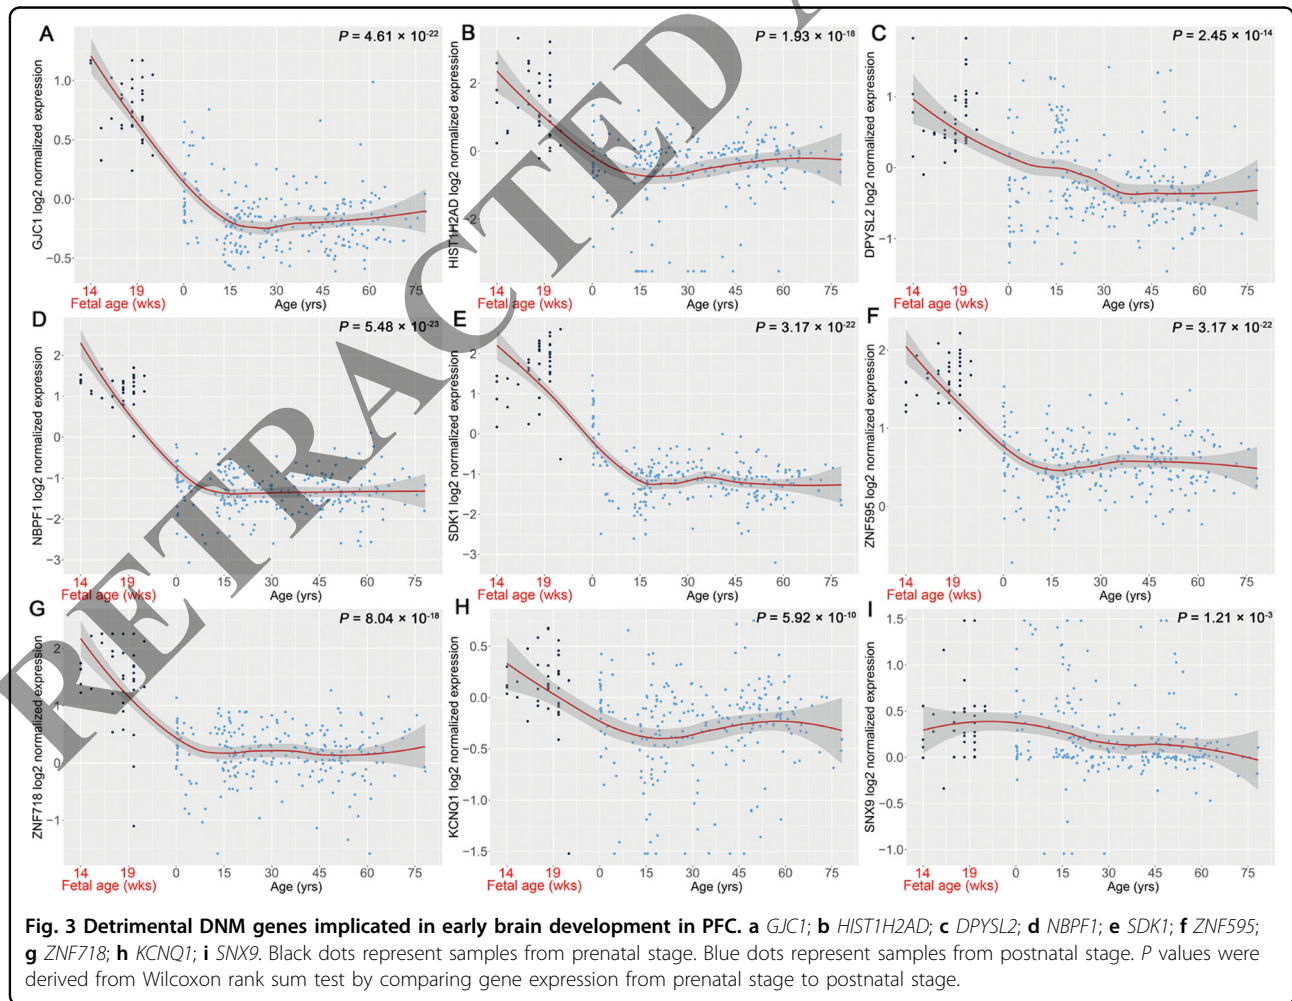 A
P = 4.61 × 10-22
GJC1 log2 normalized expression
1.0
0.5
0.0
−0.5
14 19 0 15 30 45 60 75
Fetal age (wks) Age (yrs)
B
P = 1.93 × 10-18
HIST1H2AD log2 normalized expression
2
0
−2
14 19 0 15 30 45 60 75
Fetal age (wks) Age (yrs)
C
P = 2.45 × 10-14
DPYSL2 log2 normalized expression
1
0
−1
14 19 0 15 30 45 60 75
Fetal age (wks) Age (yrs)
D
P = 5.48 × 10-23
NBPF1 log2 normalized expression
2
1
0
−1
−2
−3
14 19 0 15 30 45 60 75
Fetal age (wks) Age (yrs)
E
P = 3.17 × 10-22
SDK1 log2 normalized expression
2
1
0
−1
−2
−3
14 19 0 15 30 45 60 75
Fetal age (wks) Age (yrs)
F
P = 3.17 × 10-22
ZNF595 log2 normalized expression
2
1
0
14 19 0 15 30 45 60 75
Fetal age (wks) Age (yrs)
G
P = 8.04 × 10-18
ZNF718 log2 normalized expression
2
1
0
−1
14 19 0 15 30 45 60 75
Fetal age (wks) Age (yrs)
H
P = 5.92 × 10-10
KCNQ1 log2 normalized expression
0.5
0.0
−0.5
−1.0
−1.5
14 19 0 15 30 45 60 75
Fetal age (wks) Age (yrs)
I
P = 1.21 × 10-3
SNX9 log2 normalized expression
1.5
1.0
0.5
0.0
−0.5
−1.0
14 19 0 15 30 45 60 75
Fetal age (wks) Age (yrs)
RETRACTED
Fig. 3 Detrimental DNM genes implicated in early brain development in PFC. a GJC1; b HIST1H2AD; c DPYSL2; d NBPF1; e SDK1; f ZNF595;
g ZNF718; h KCNQ1; i SNX9. Black dots represent samples from prenatal stage. Blue dots represent samples from postnatal stage. P values were
derived from Wilcoxon rank sum test by comparing gene expression from prenatal stage to postnatal stage.